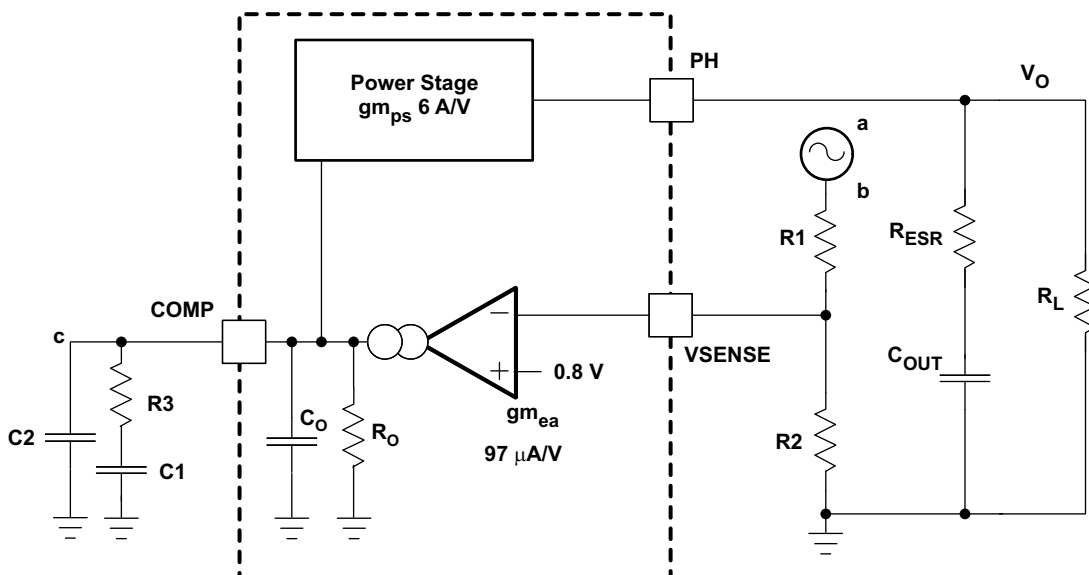 Power Stage
gm_ps 6 A/V
PH
V_O
a
b
R1
R_ESR
R_L
COMP
c
VSENSE
0.8 V
C_OUT
R3
C2
C1
C_O
R_O
gm_ea
97 μA/V
R2